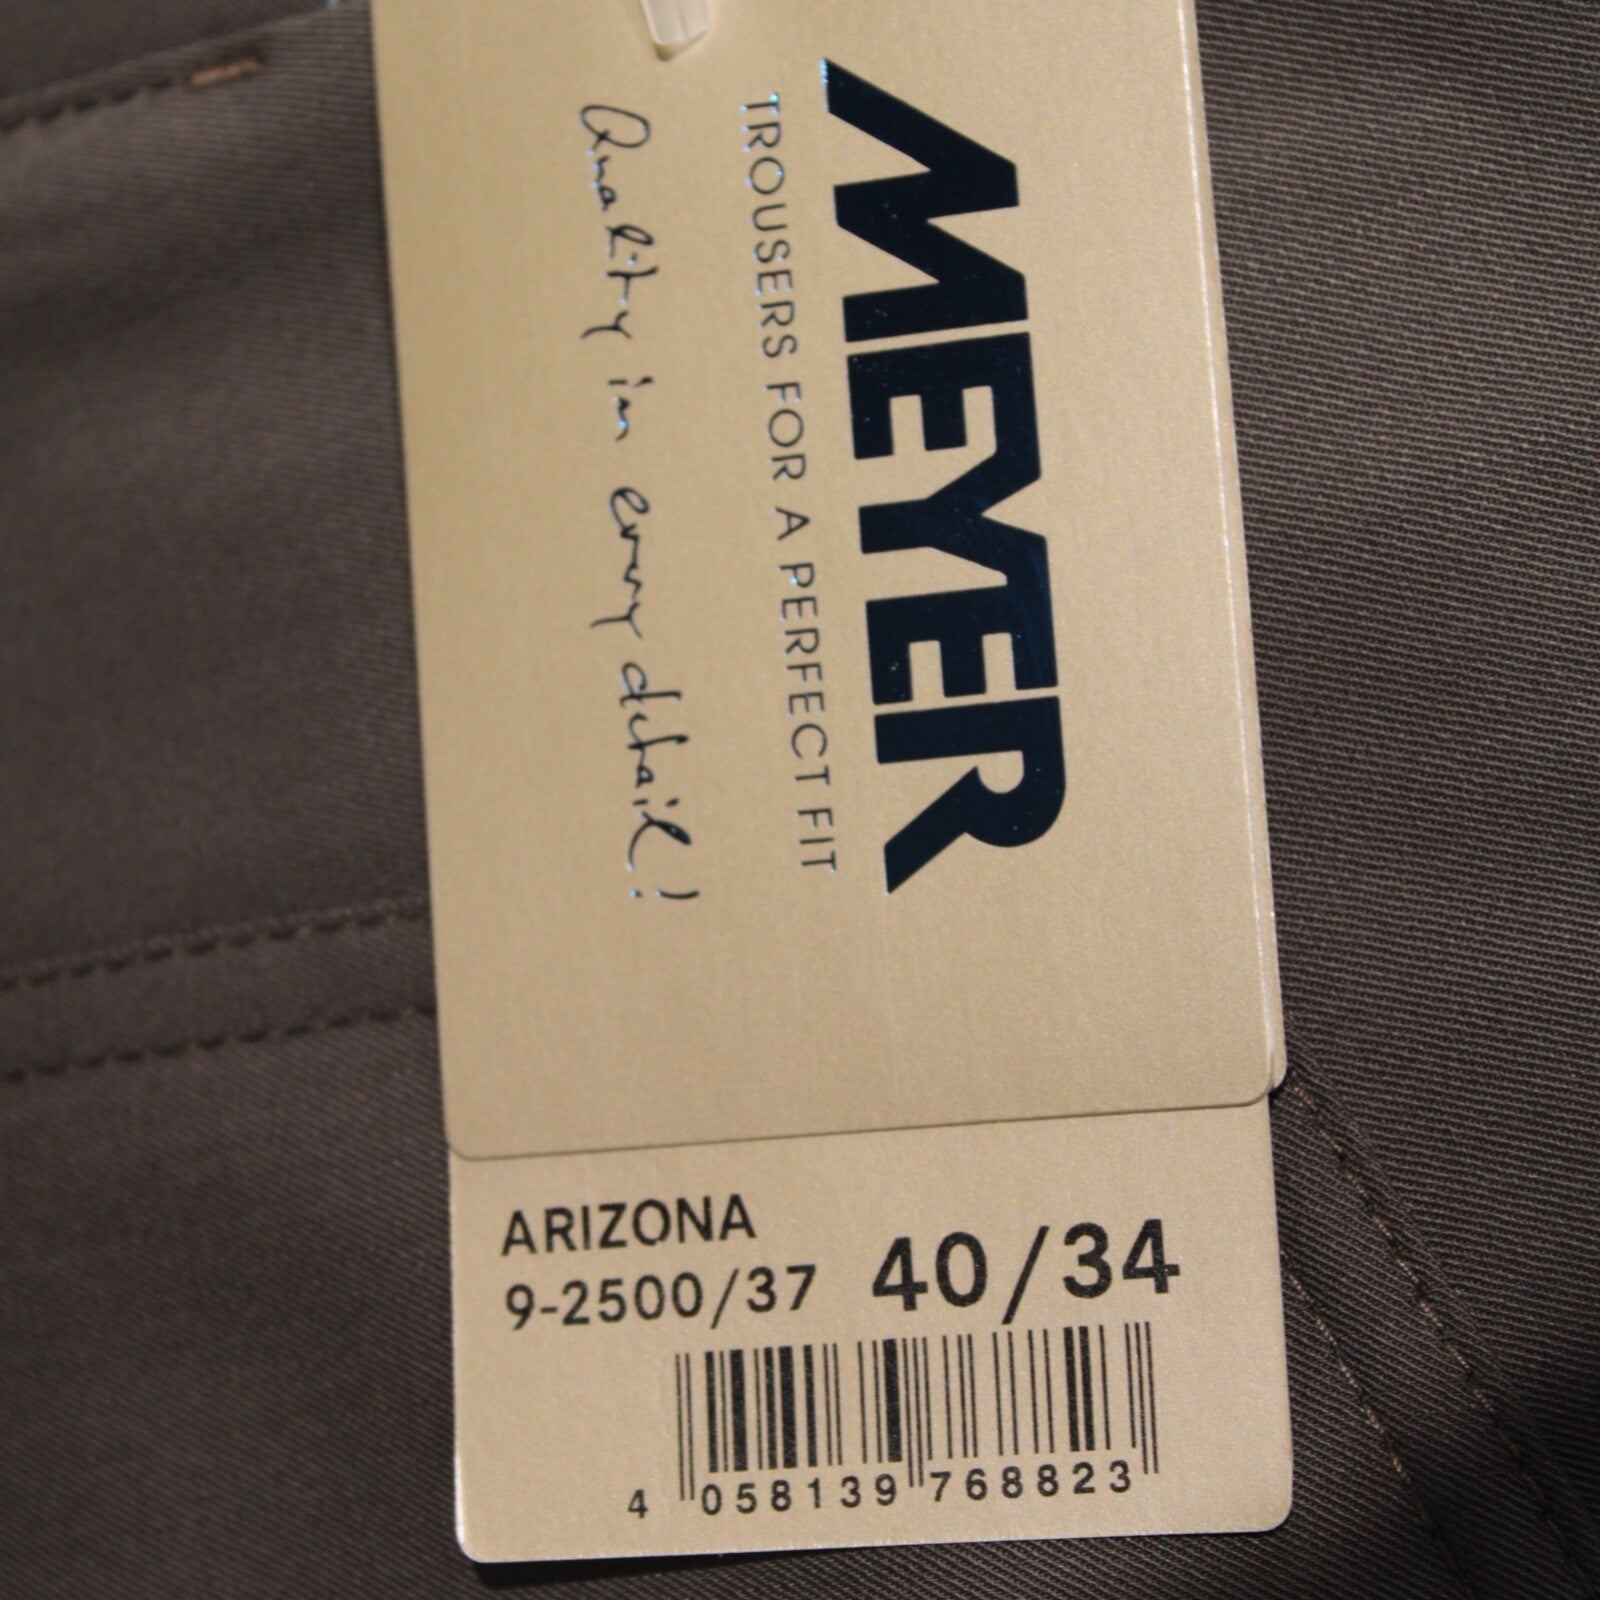 MEYER
TROUSERS FOR A PERFECT FIT
Quality in every detail!
ARIZONA
9-2500/37 40/34
4 058139 768823